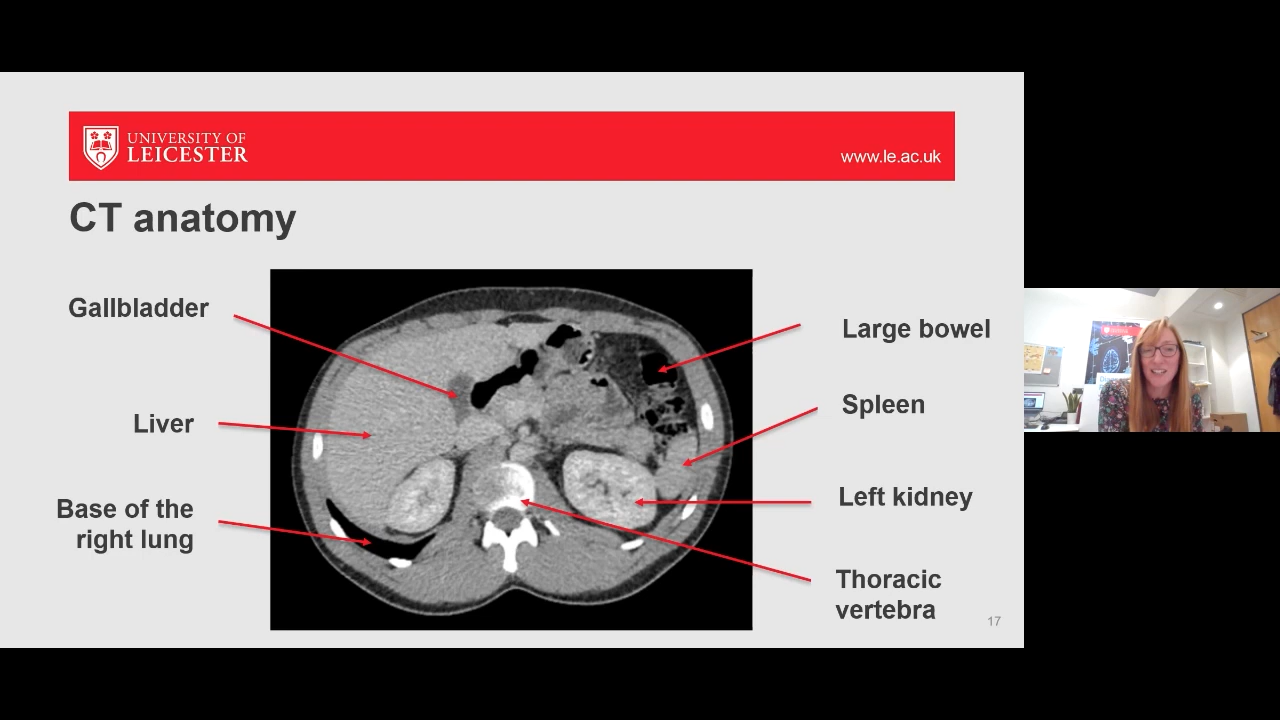 UNIVERSITY OF
LEICESTER
www.le.ac.uk
CT anatomy
Gallbladder
Liver
Base of the
right lung
Large bowel
Spleen
Left kidney
Thoracic
vertebra
17